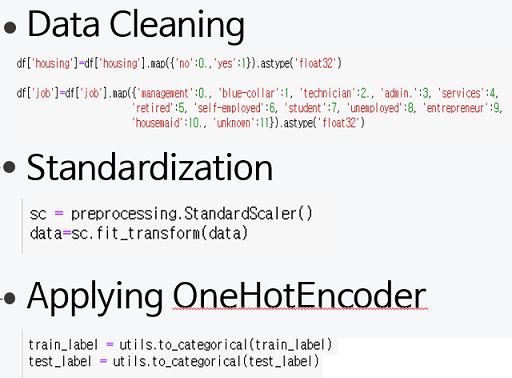 • Data Cleaning
df['housing']=df['housing'].map({'no':0.,'yes':1}).astype('float32')
df['job']=df['job'].map({'management':0., 'blue-collar':1, 'technician':2., 'admin.':3, 'services':4,
'retired':5, 'self-employed':6, 'student':7, 'unemployed':8, 'entrepreneur':9,
'housemaid':10., 'unknown':11}).astype('float32')
• Standardization
sc = preprocessing.StandardScaler()
data=sc.fit_transform(data)
• Applying OneHotEncoder
train_label = utils.to_categorical(train_label)
test_label = utils.to_categorical(test_label)